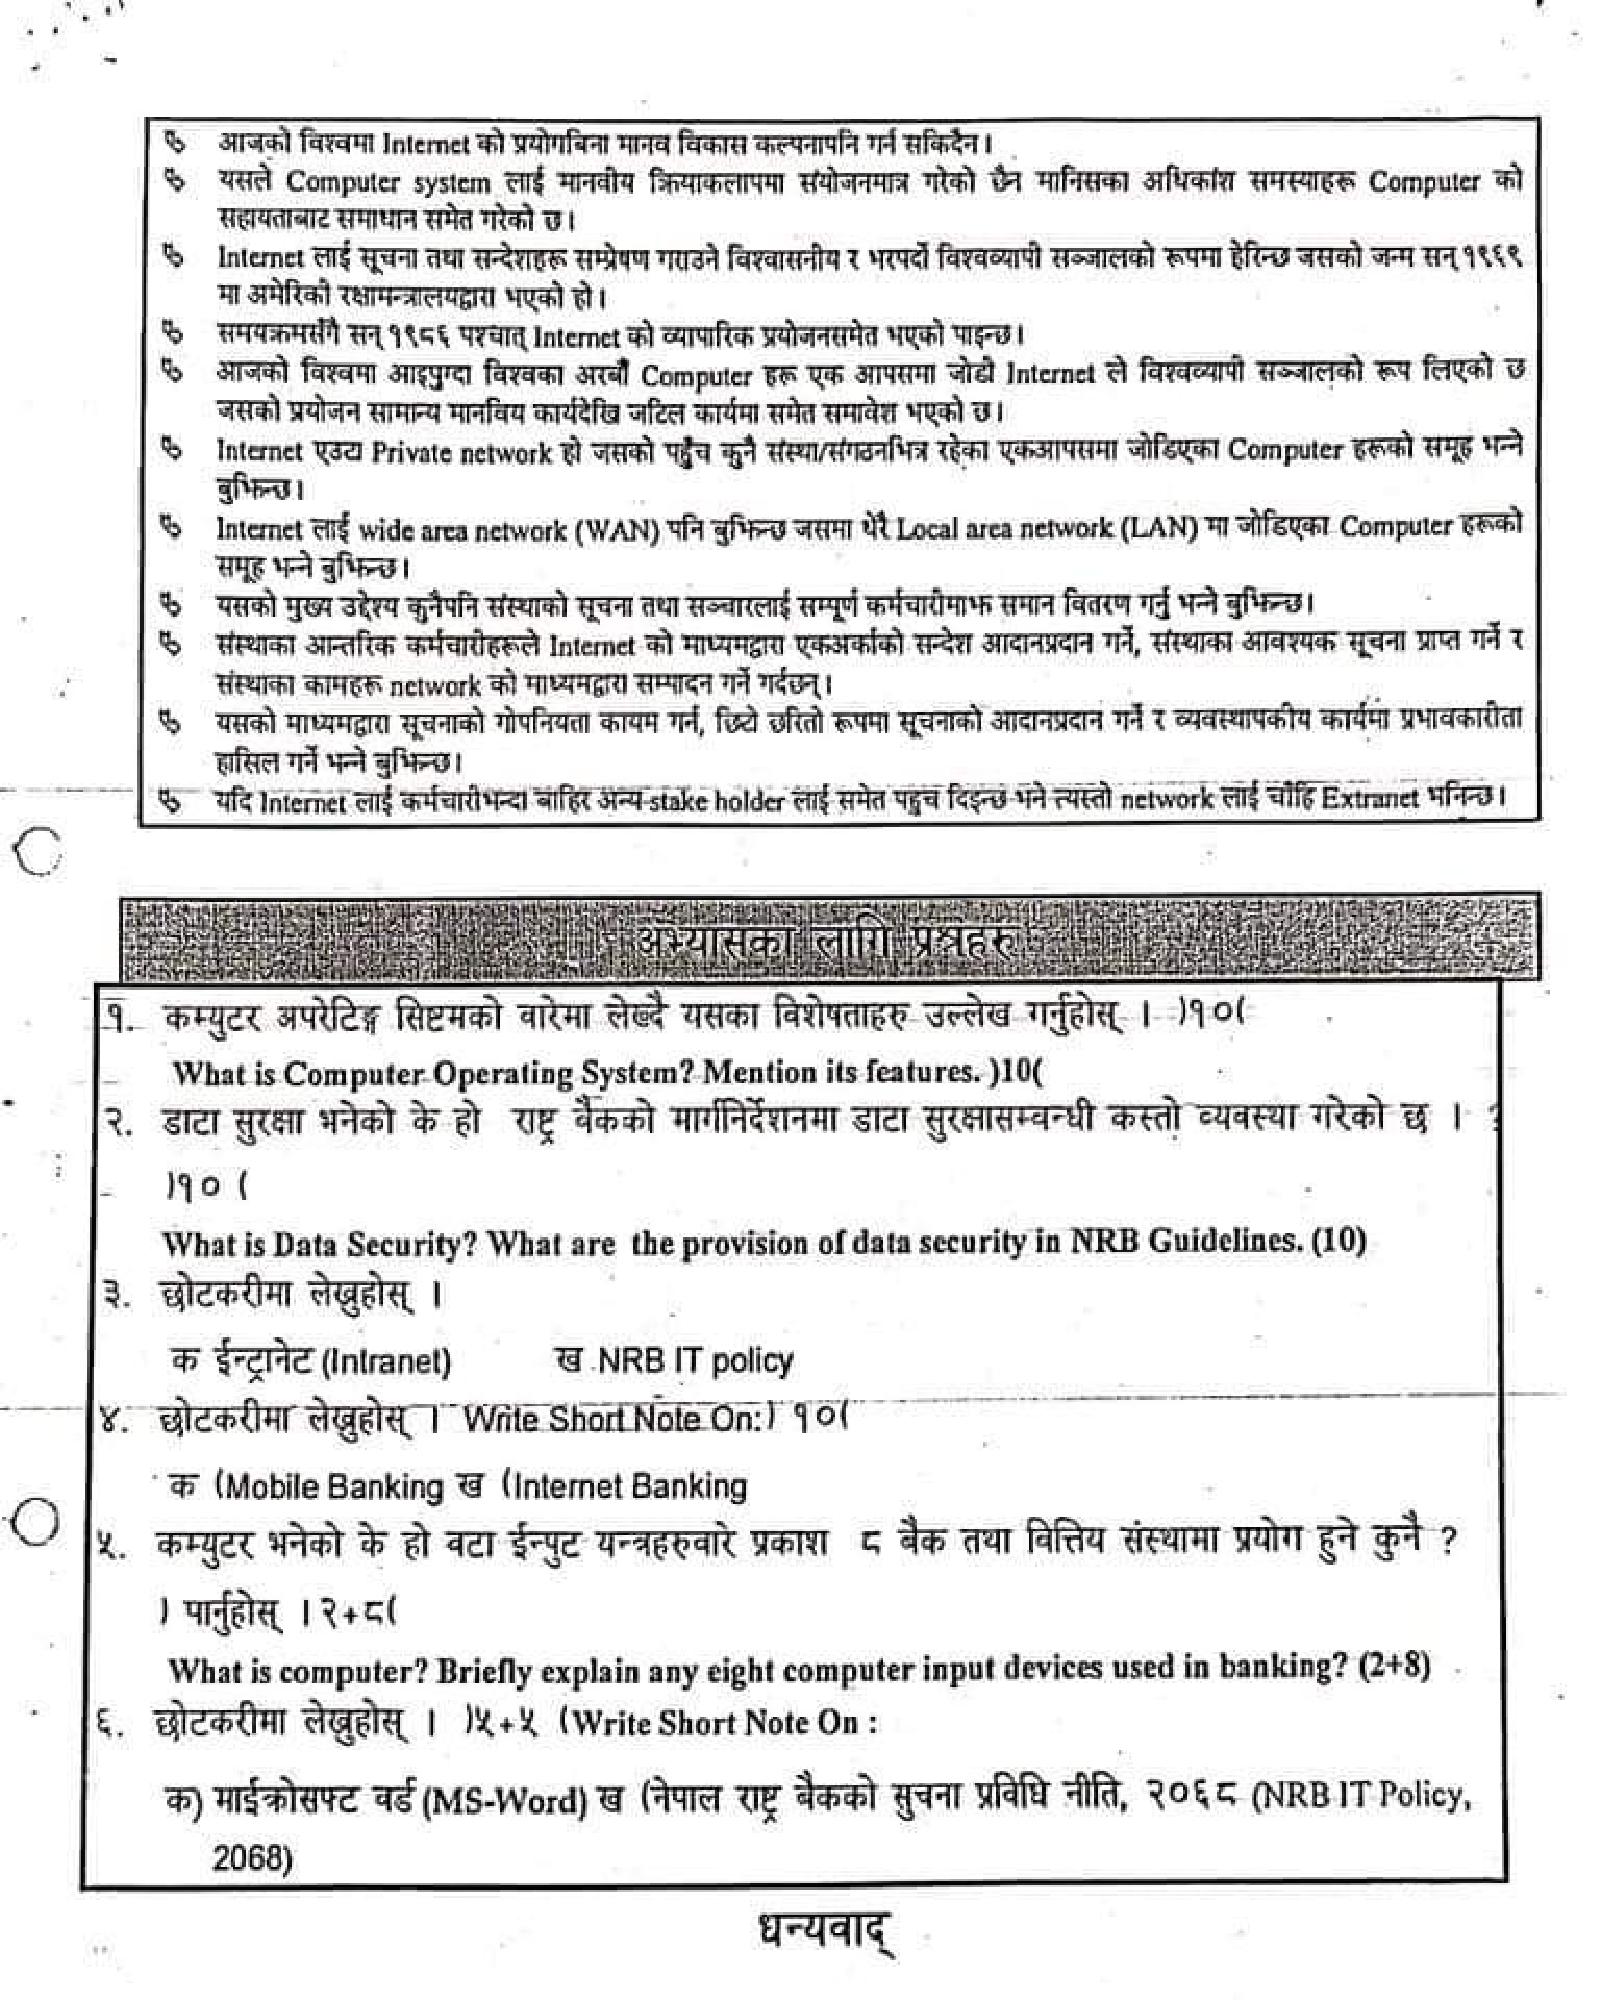 आजको विश्वमा Internet को प्रयोगबिना मानव विकास कल्पनापनि गर्न सकिदैन।
यसले Computer system लाई मानवीय क्रियाकलापमा संयोजनमात्र गरेको छैन मानिसका अधिकांश समस्याहरू Computer को
सहायताबाट समाधान समेत गरेको छ।
Internet लाई सूचना तथा सन्देशहरू सम्प्रेषण गराउने विश्वासनीय र भरपर्दो विश्वव्यापी सञ्जालको रूपमा हेरिन्छ जसको जन्म सन् १९६९
मा अमेरिकी रक्षामन्त्रालयद्वारा भएको हो।
समयक्रमसँगै सन् १९८६ पश्चात् Internet को व्यापारिक प्रयोजनसमेत भएको पाइन्छ।
आजको विश्वमा आइपुग्दा विश्वका अरबौं Computer हरू एक आपसमा जोडी Internet ले विश्वव्यापी सञ्जालको रूप लिएको छ
जसको प्रयोजन सामान्य मानविय कार्यदेखि जटिल कार्यमा समेत समावेश भएको छ।
Internet एउटा Private network हो जसको पहुँच कुनै संस्था/संगठनभित्र रहेका एकआपसमा जोडिएका Computer हरूको समूह भन्ने
बुझिन्छ।
Internet लाई wide area network (WAN) पनि बुझिन्छ जसमा धेरै Local area network (LAN) मा जोडिएका Computer हरूको
समूह भन्ने बुझिन्छ।
यसको मुख्य उद्देश्य कुनैपनि संस्थाको सूचना तथा सञ्चारलाई सम्पूर्ण कर्मचारीमाझ समान वितरण गर्नु भन्ने बुझिन्छ।
संस्थाका आन्तरिक कर्मचारीहरूले Internet को माध्यमद्वारा एकअर्काको सन्देश आदानप्रदान गर्ने, संस्थाका आवश्यक सूचना प्राप्त गर्ने र
संस्थाका कामहरू network को माध्यमद्वारा सम्पादन गर्ने गर्दछन्।
यसको माध्यमद्वारा सूचनाको गोपनियता कायम गर्न, छिटो छरितो रूपमा सूचनाको आदानप्रदान गर्ने र व्यवस्थापकीय कार्यमा प्रभावकारीता
हासिल गर्ने भन्ने बुझिन्छ।
यदि Internet लाई कर्मचारीभन्दा बाहिर अन्य stake holder लाई समेत पहुच दिइन्छ भने त्यस्तो network लाई चाँहि Extranet भनिन्छ।
अभ्यासका लागि प्रश्नहरु
१. कम्युटर अपरेटिङ्ग सिष्टमको वारेमा लेख्दै यसका विशेषताहरु उल्लेख गर्नुहोस् । )१०(
What is Computer Operating System? Mention its features. )10(
२. डाटा सुरक्षा भनेको के हो राष्ट्र बैंकको मार्गनिर्देशनमा डाटा सुरक्षासम्वन्धी कस्तो व्यवस्था गरेको छ । ?
)१० (
What is Data Security? What are the provision of data security in NRB Guidelines. (10)
३. छोटकरीमा लेख्नुहोस् ।
क ईन्ट्रानेट (Intranet) ख NRB IT policy
४. छोटकरीमा लेख्नुहोस् । Write Short Note On:) १०(
क (Mobile Banking ख (Internet Banking
५. कम्युटर भनेको के हो वटा ईन्पुट यन्त्रहरुवारे प्रकाश ८ बैक तथा वित्तिय संस्थामा प्रयोग हुने कुनै ?
) पार्नुहोस् । २+८(
What is computer? Briefly explain any eight computer input devices used in banking? (2+8)
६. छोटकरीमा लेख्नुहोस् । )५+५ (Write Short Note On :
क) माईक्रोसफ्ट वर्ड (MS-Word) ख (नेपाल राष्ट्र बैकको सुचना प्रविधि नीति, २०६८ (NRB IT Policy,
2068)
धन्यवाद्